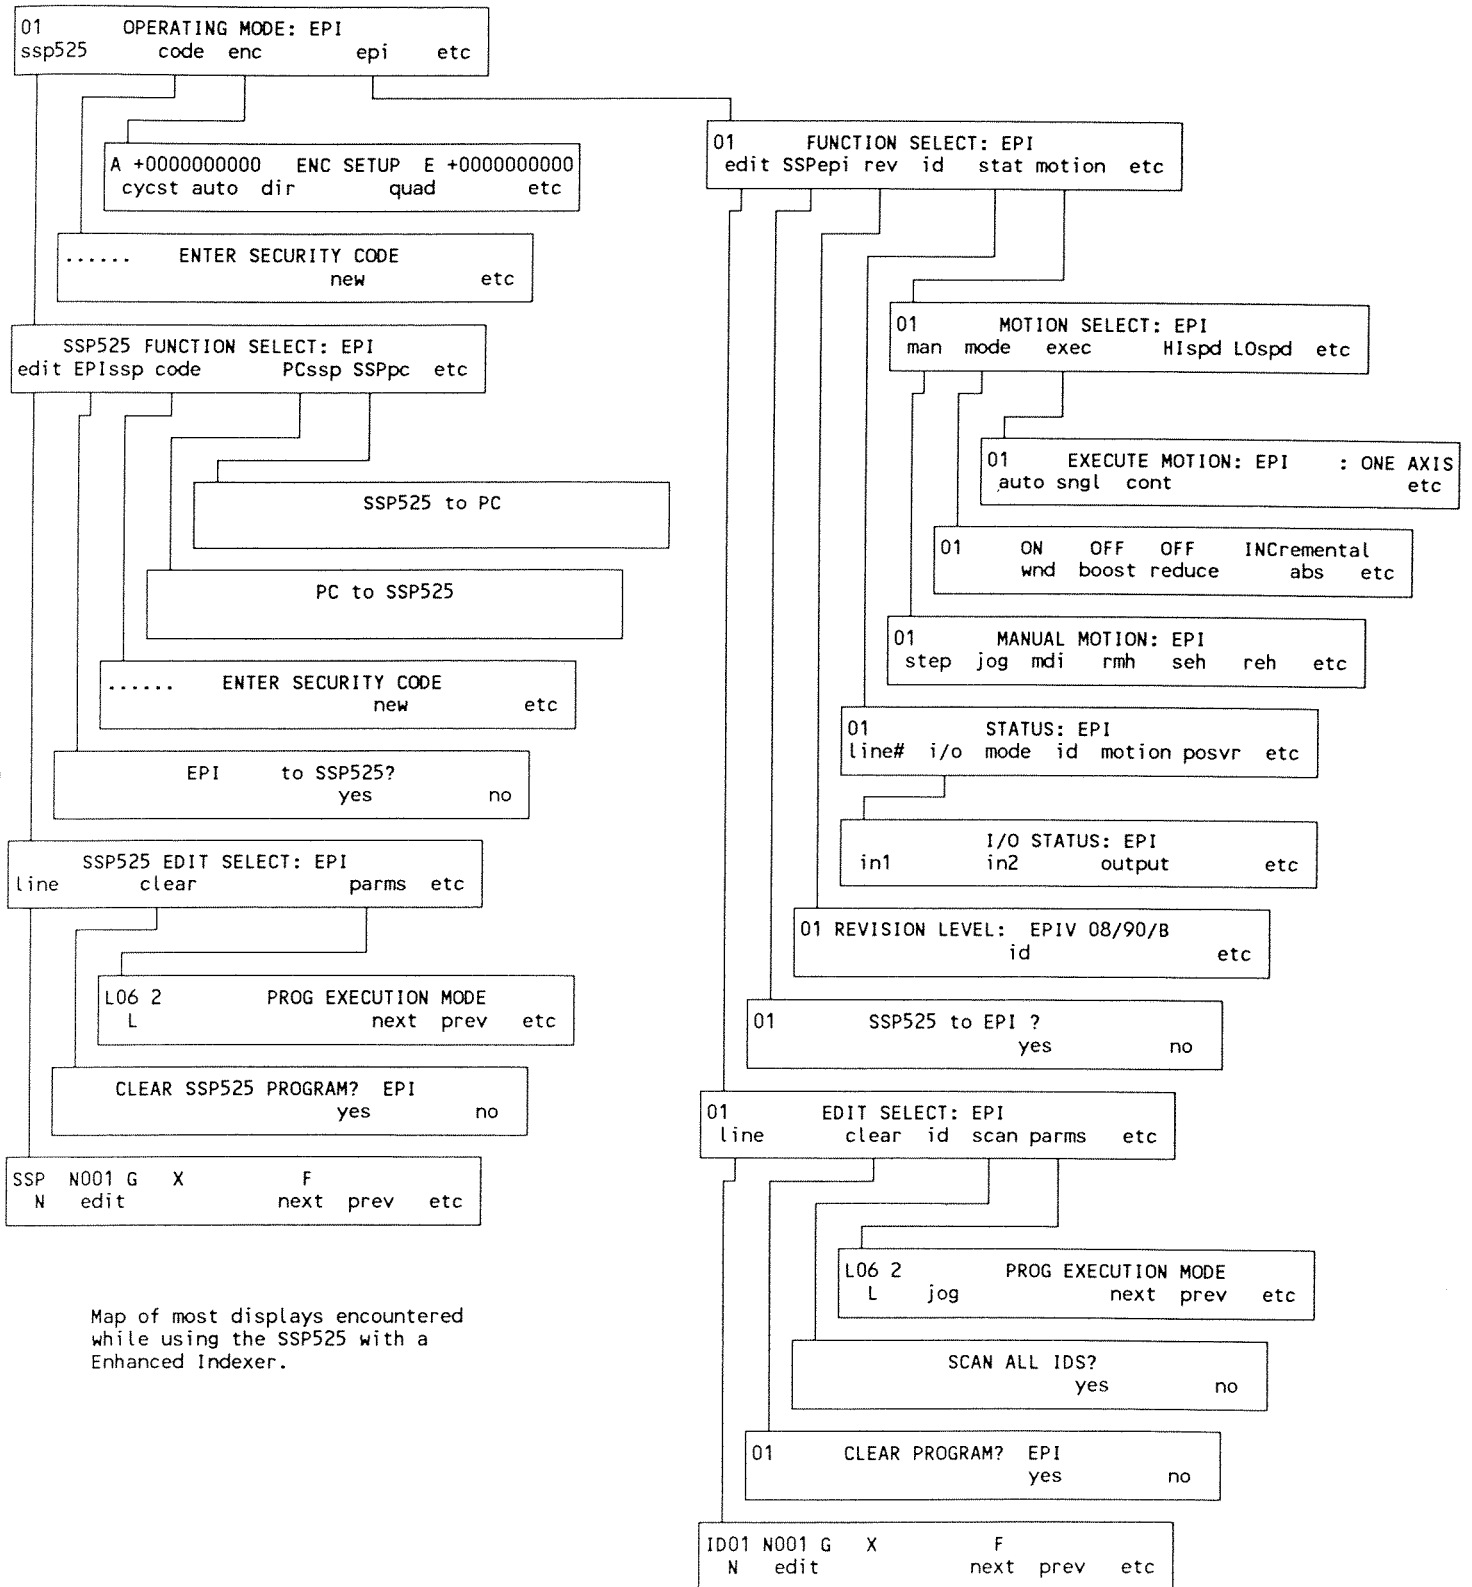 01 OPERATING MODE: EPI
ssp525 code enc epi etc
A +0000000000 ENC SETUP E +0000000000
cycst auto dir quad etc
...... ENTER SECURITY CODE
new etc
SSP525 FUNCTION SELECT: EPI
edit EPIssp code PCssp SSPpc etc
SSP525 to PC
PC to SSP525
...... ENTER SECURITY CODE
new etc
EPI to SSP525?
yes no
SSP525 EDIT SELECT: EPI
line clear parms etc
L06 2 PROG EXECUTION MODE
L next prev etc
CLEAR SSP525 PROGRAM? EPI
yes no
SSP N001 G X F
N edit next prev etc
Map of most displays encountered
while using the SSP525 with a
Enhanced Indexer.
01 FUNCTION SELECT: EPI
edit SSPepi rev id stat motion etc
01 MOTION SELECT: EPI
man mode exec HIspd LOspd etc
01 EXECUTE MOTION: EPI : ONE AXIS
auto sngl cont etc
01 ON OFF OFF INCremental
wnd boost reduce abs etc
01 MANUAL MOTION: EPI
step jog mdi rmh seh reh etc
01 STATUS: EPI
line# i/o mode id motion posvr etc
I/O STATUS: EPI
in1 in2 output etc
01 REVISION LEVEL: EPIV 08/90/B
id etc
01 SSP525 to EPI ?
yes no
01 EDIT SELECT: EPI
line clear id scan parms etc
L06 2 PROG EXECUTION MODE
L jog next prev etc
SCAN ALL IDS?
yes no
01 CLEAR PROGRAM? EPI
yes no
ID01 N001 G X F
N edit next prev etc